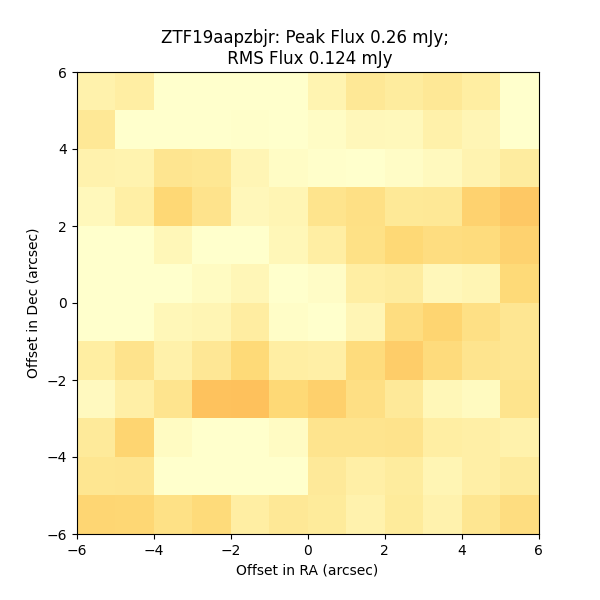 ZTF19aapzbjr: Peak Flux 0.26 mJy;
RMS Flux 0.124 mJy
6
4
2
0
−2
−4
−6
Offset in Dec (arcsec)
−6 −4 −2 0 2 4 6
Offset in RA (arcsec)